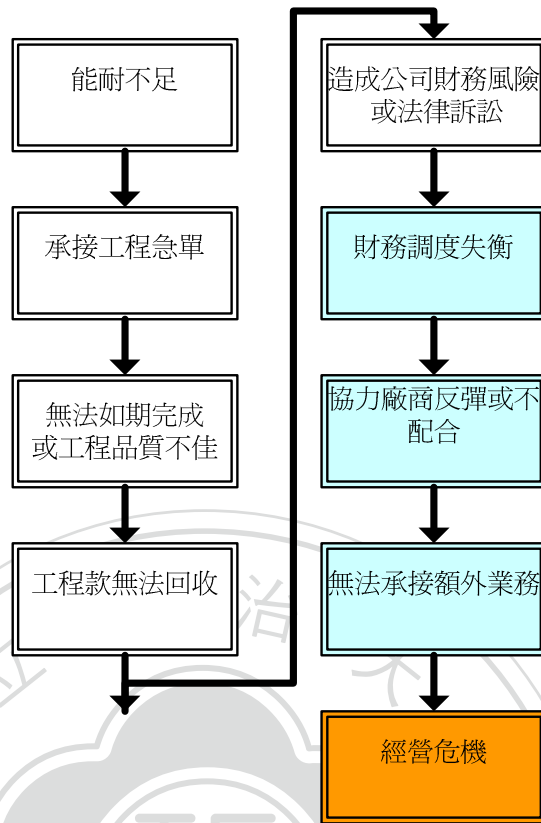 能耐不足
承接工程急單
無法如期完成
或工程品質不佳
工程款無法回收
造成公司財務風險
或法律訴訟
財務調度失衡
協力廠商反彈或不
配合
無法承接額外業務
經營危機
立
治
大